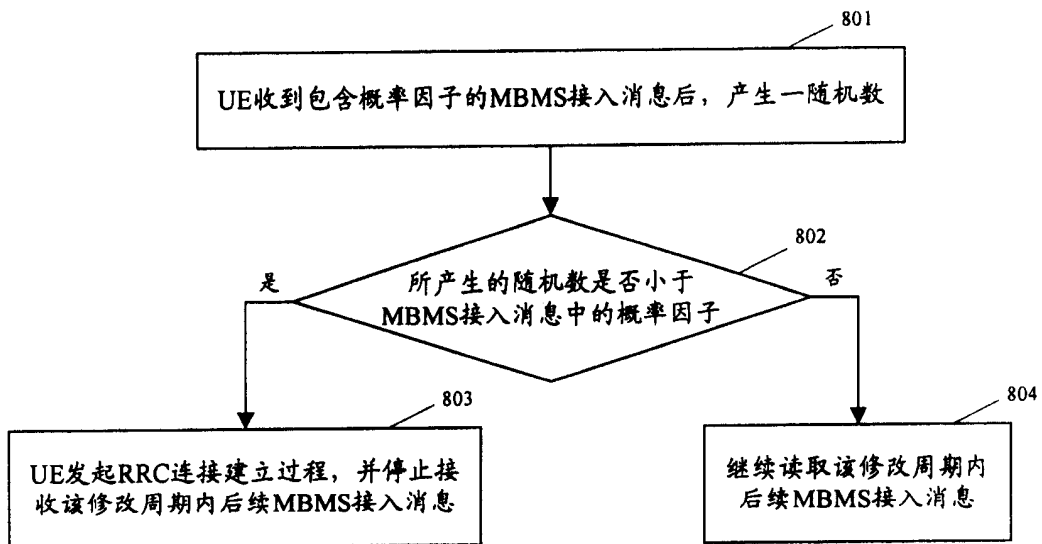 801
UE收到包含概率因子的MBMS接入消息后，产生一随机数
802
是
否
所产生的随机数是否小于
MBMS接入消息中的概率因子
803
804
UE发起RRC连接建立过程，并停止接
收该修改周期内后续MBMS接入消息
继续读取该修改周期内
后续MBMS接入消息